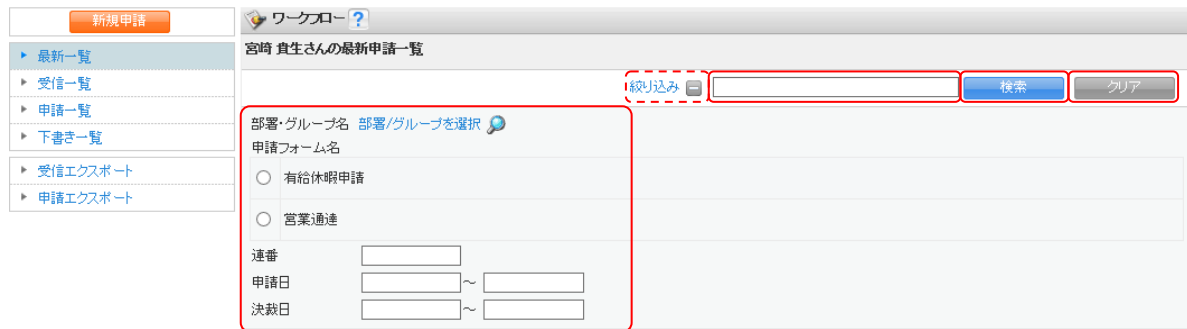 新規申請
最新一覧
受信一覧
申請一覧
下書き一覧
受信エクスポート
申請エクスポート
ワークフロー ?
宮崎 貴生さんの最新申請一覧
絞り込み 検索 クリア
部署・グループ名 部署/グループを選択
申請フォーム名
有給休暇申請
営業通達
連番
申請日 ～
決裁日 ～